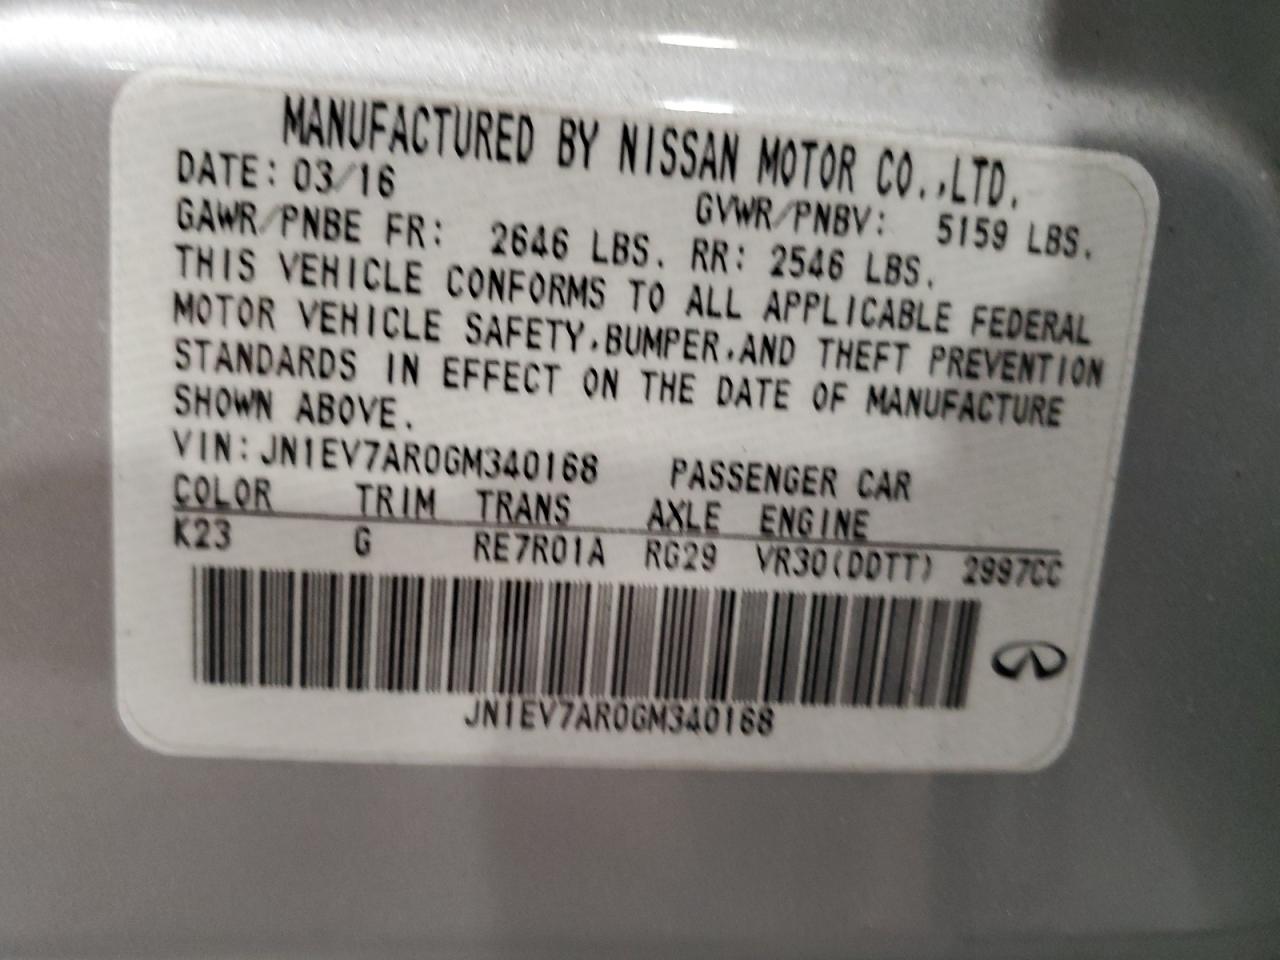 MANUFACTURED BY NISSAN MOTOR CO.,LTD.
DATE: 03/16
GVWR/PNBV: 5159 LBS.
GAWR/PNBE FR: 2646 LBS. RR: 2546 LBS.
THIS VEHICLE CONFORMS TO ALL APPLICABLE FEDERAL
MOTOR VEHICLE SAFETY,BUMPER,AND THEFT PREVENTION
STANDARDS IN EFFECT ON THE DATE OF MANUFACTURE
SHOWN ABOVE.
VIN:JN1EV7AR0GM340168 PASSENGER CAR
COLOR TRIM TRANS AXLE ENGINE
K23 G RE7R01A RG29 VR30(DDTT) 2997CC
JN1EV7AR0GM340168